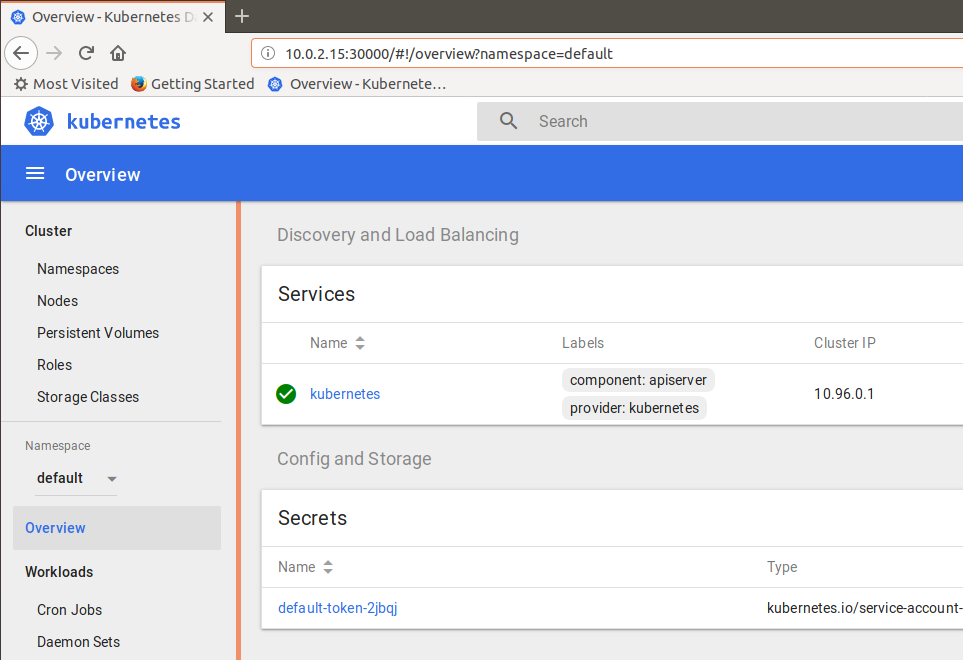 Overview - Kubernetes D
10.0.2.15:30000/#!/overview?namespace=default
Most Visited Getting Started Overview - Kubernete…
kubernetes Search
Overview
Cluster
Namespaces
Nodes
Persistent Volumes
Roles
Storage Classes
Namespace
default
Overview
Workloads
Cron Jobs
Daemon Sets
Discovery and Load Balancing
Services
Name Labels Cluster IP
kubernetes component: apiserver 10.96.0.1
provider: kubernetes
Config and Storage
Secrets
Name Type
default-token-2jbqj kubernetes.io/service-account-